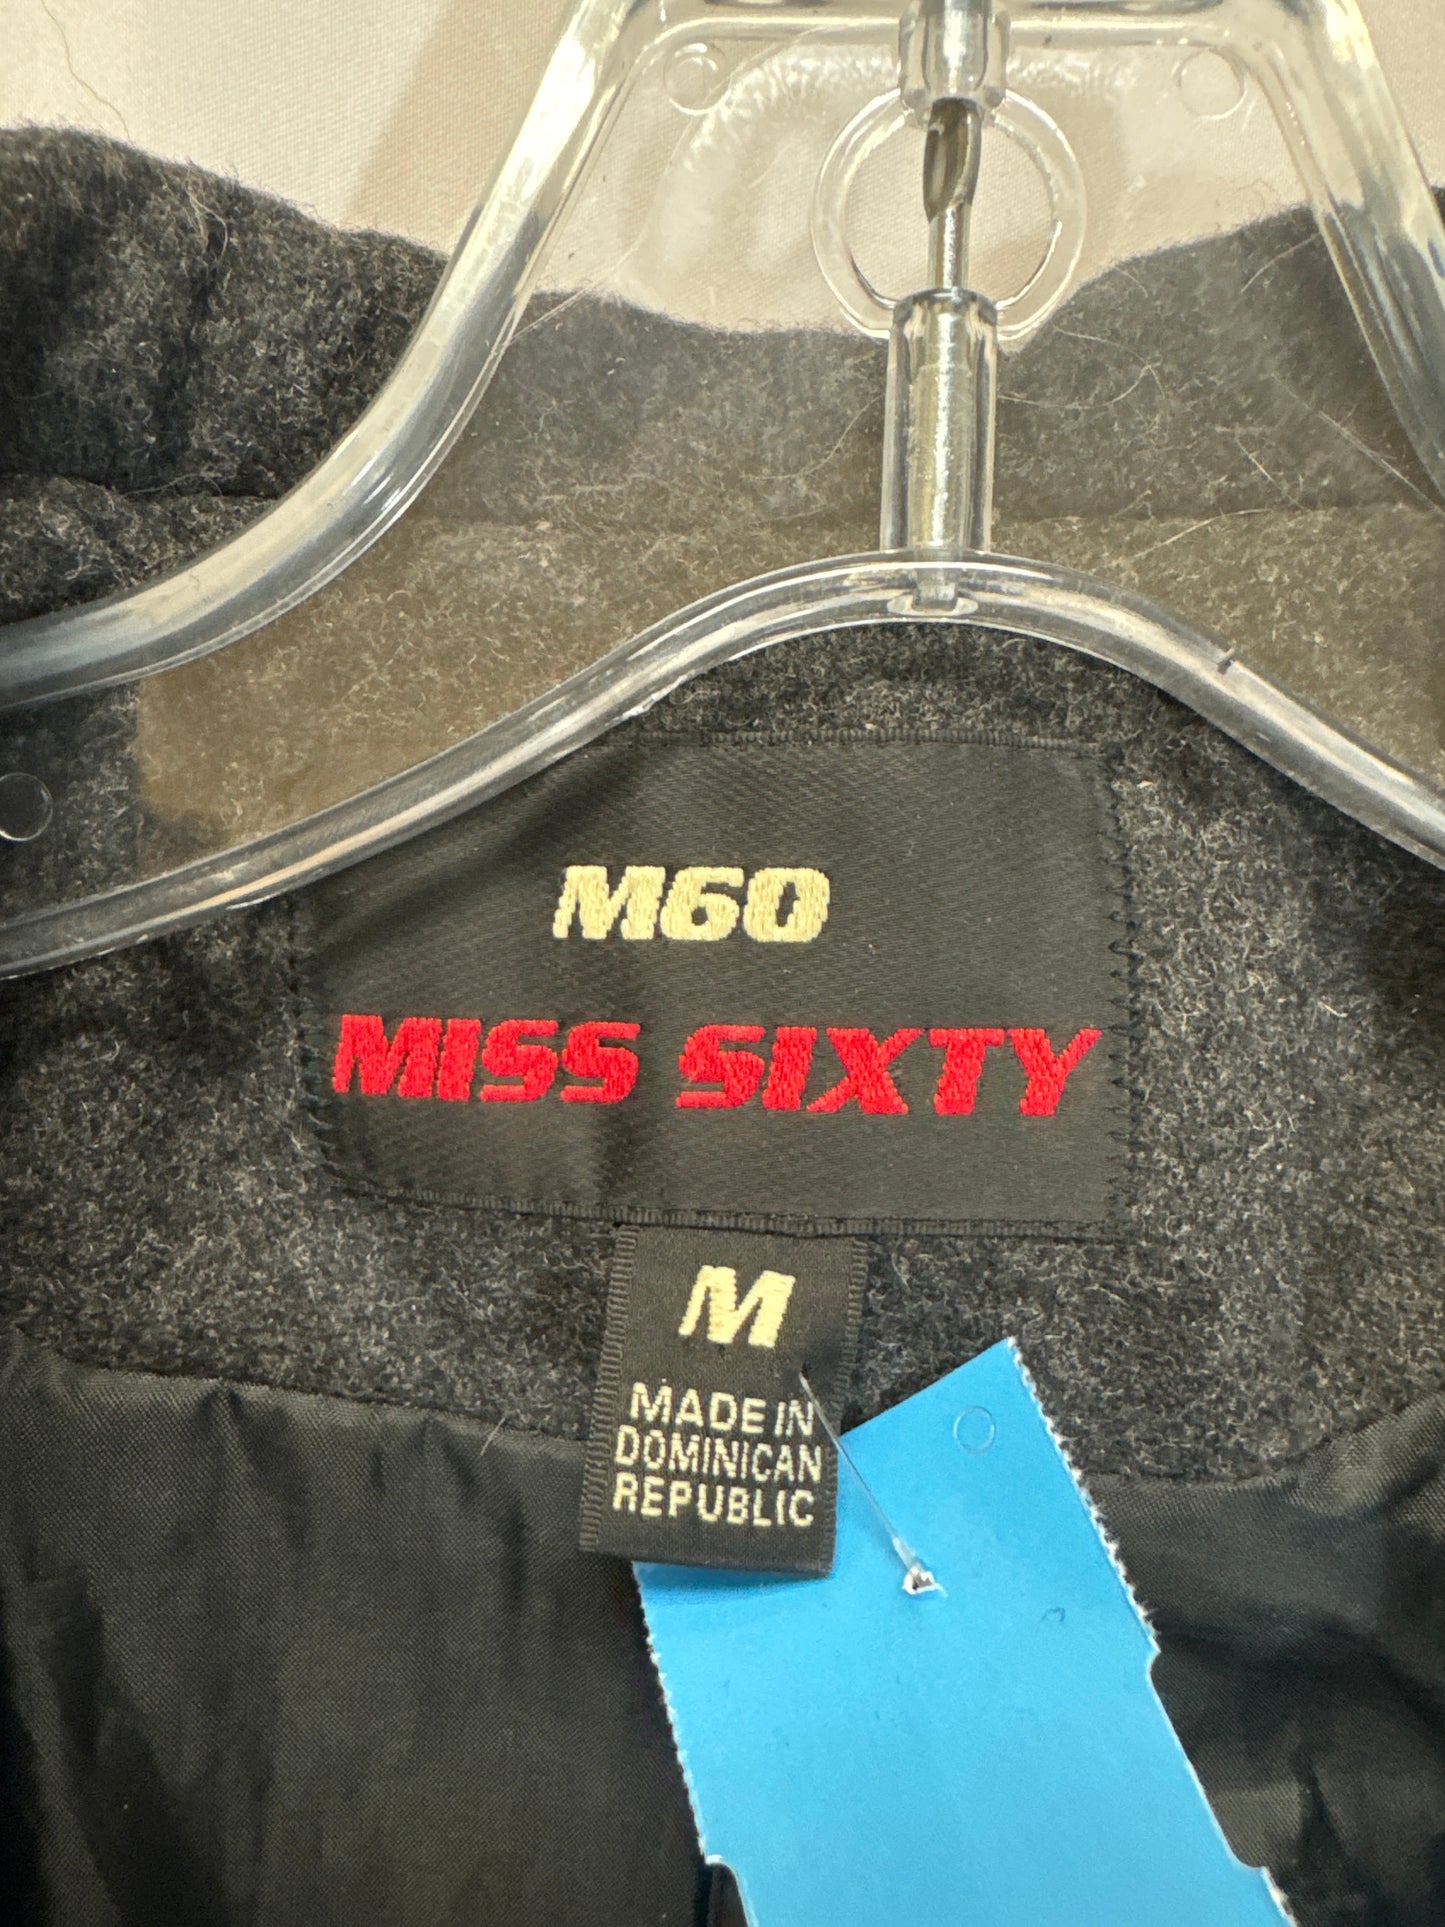 M60
MISS SIXTY
M
MADE IN
DOMINICAN
REPUBLIC